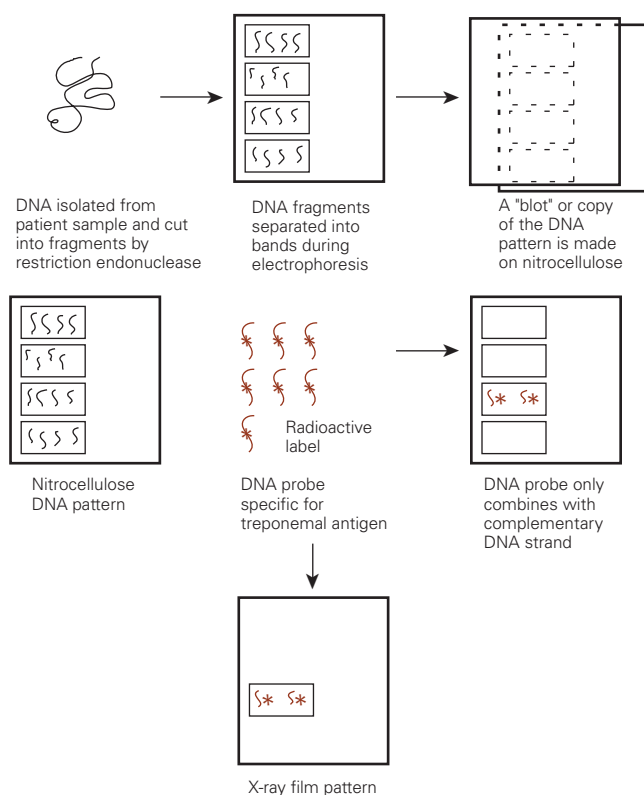 DNA isolated from
patient sample and cut
into fragments by
restriction endonuclease
DNA fragments
separated into
bands during
electrophoresis
A "blot" or copy
of the DNA
pattern is made
on nitrocellulose
Nitrocellulose
DNA pattern
Radioactive
label
DNA probe
specific for
treponemal antigen
DNA probe only
combines with
complementary
DNA strand
X-ray film pattern